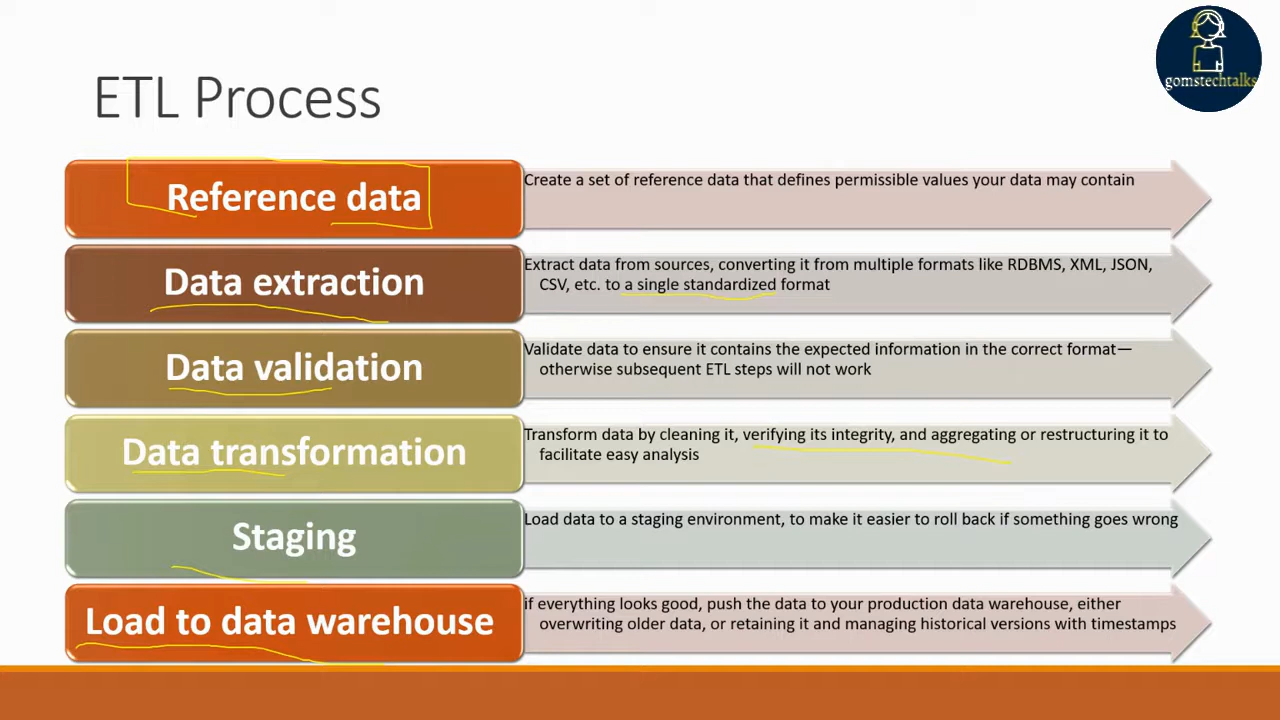 gomstechtalks
ETL Process
Reference data
Create a set of reference data that defines permissible values your data may contain
Data extraction
Extract data from sources, converting it from multiple formats like RDBMS, XML, JSON,
CSV, etc. to a single standardized format
Data validation
Validate data to ensure it contains the expected information in the correct format—
otherwise subsequent ETL steps will not work
Data transformation
Transform data by cleaning it, verifying its integrity, and aggregating or restructuring it to
facilitate easy analysis
Staging
Load data to a staging environment, to make it easier to roll back if something goes wrong
Load to data warehouse
if everything looks good, push the data to your production data warehouse, either
overwriting older data, or retaining it and managing historical versions with timestamps